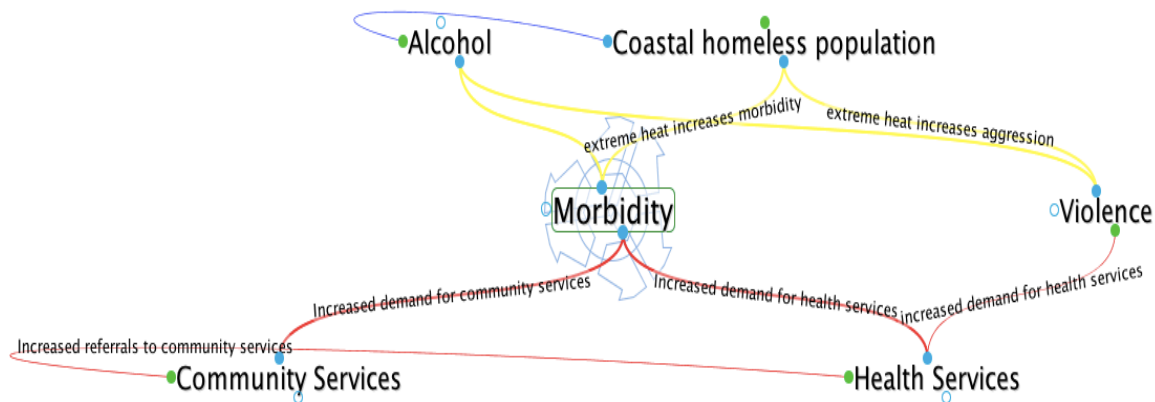 Alcohol
Coastal homeless population
extreme heat increases morbidity
extreme heat increases aggression
Morbidity
Violence
Increased demand for community services
Increased demand for health services
increased demand for health services
Increased referrals to community services
Community Services
Health Services